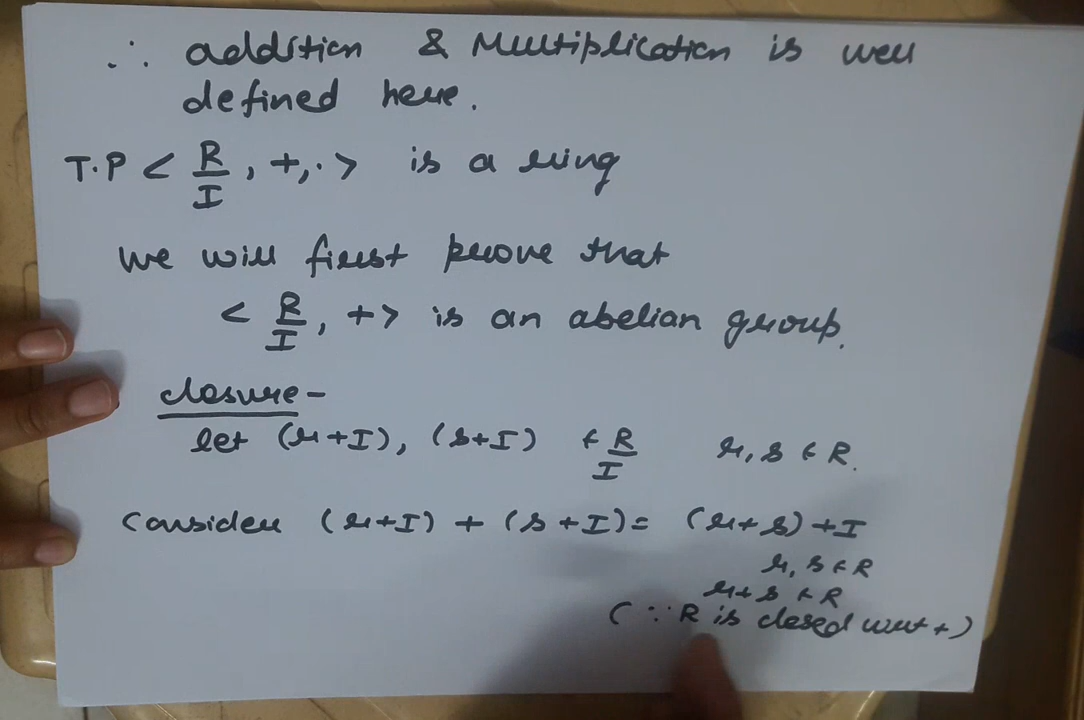 ∴ addition & Multiplication is well
defined here.
T.P < R/I, +, · > is a ring
We will first prove that
< R/I, + > is an abelian group.
closure -
let (r+I), (s+I) ∈ R/I r, s ∈ R.
Consider (r+I) + (s+I) = (r+s)+I
r, s ∈ R
r+s ∈ R
(∵ R is closed wrt +)